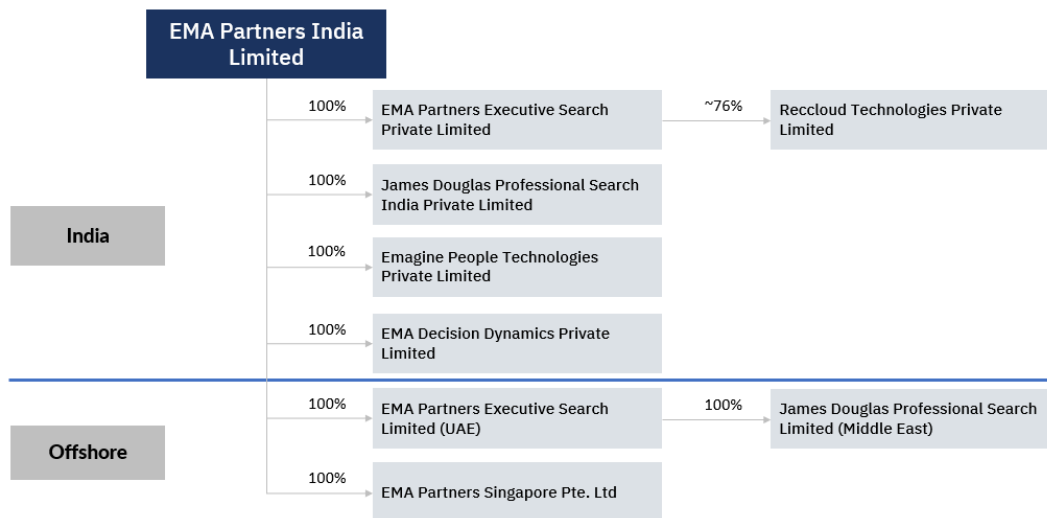 EMA Partners India
Limited
100%
EMA Partners Executive Search
Private Limited
~76%
Reccloud Technologies Private
Limited
100%
James Douglas Professional Search
India Private Limited
India
100%
Emagine People Technologies
Private Limited
100%
EMA Decision Dynamics Private
Limited
100%
EMA Partners Executive Search
Limited (UAE)
100%
James Douglas Professional Search
Limited (Middle East)
Offshore
100%
EMA Partners Singapore Pte. Ltd